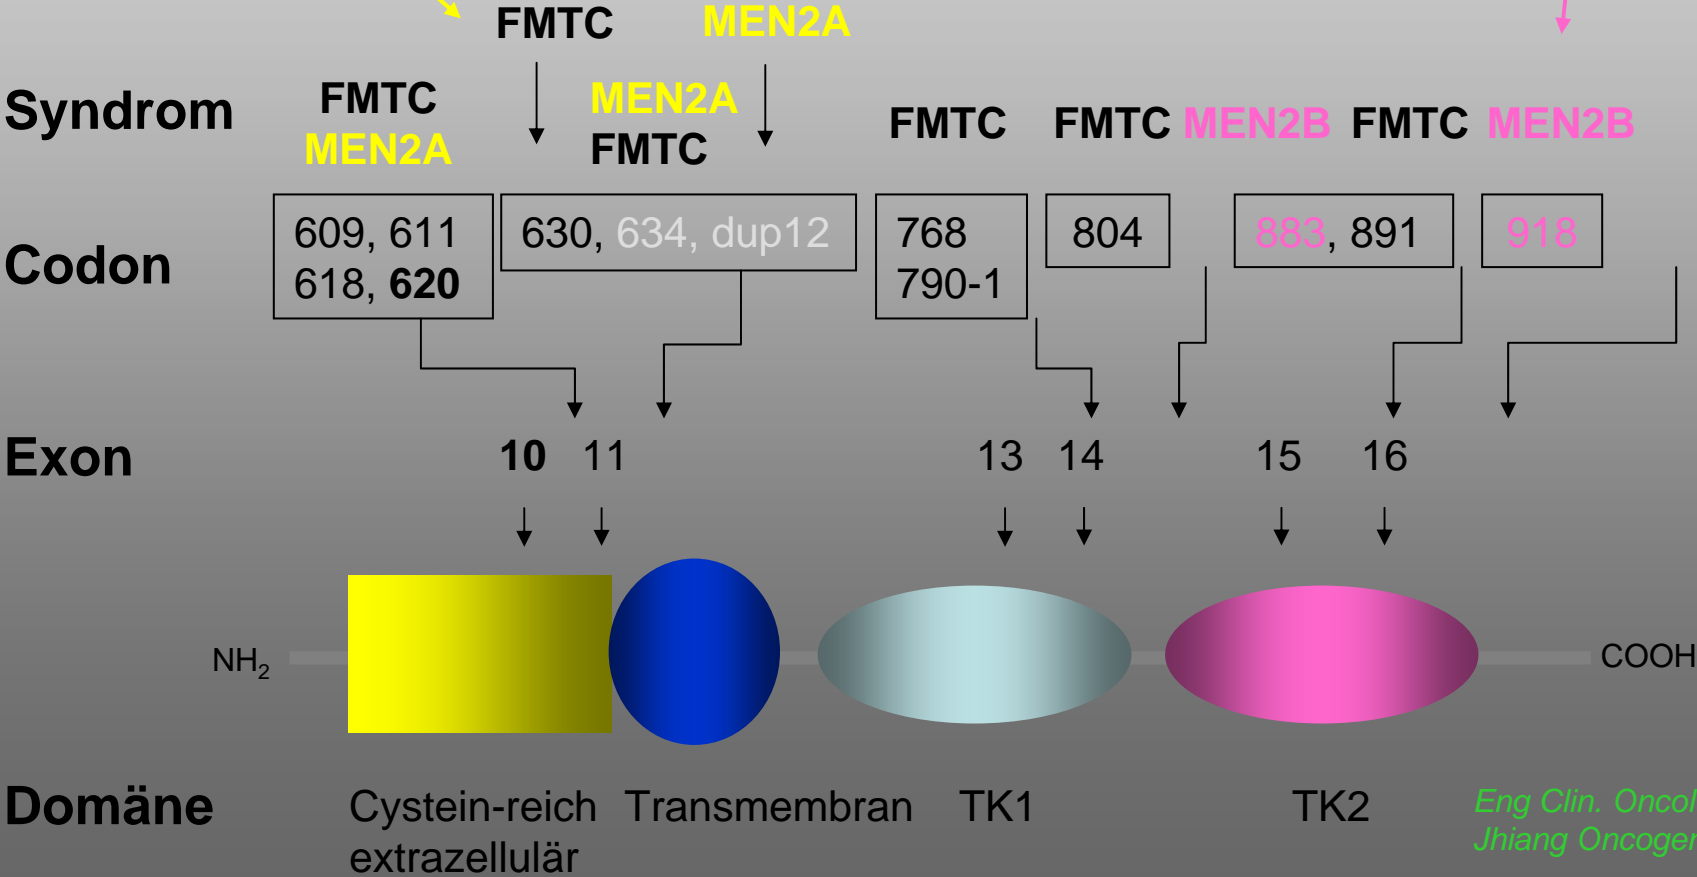 FMTC MEN2A
Syndrom
FMTC
MEN2A
MEN2A
FMTC
FMTC FMTC MEN2B FMTC MEN2B
Codon
609, 611
618, 620
630, 634, dup12
768
790-1
804
883, 891
918
Exon
10 11 13 14 15 16
NH2
COOH
Domäne
Cystein-reich
extrazellulär
Transmembran
TK1
TK2
Eng Clin. Oncol
Jhiang Oncogen